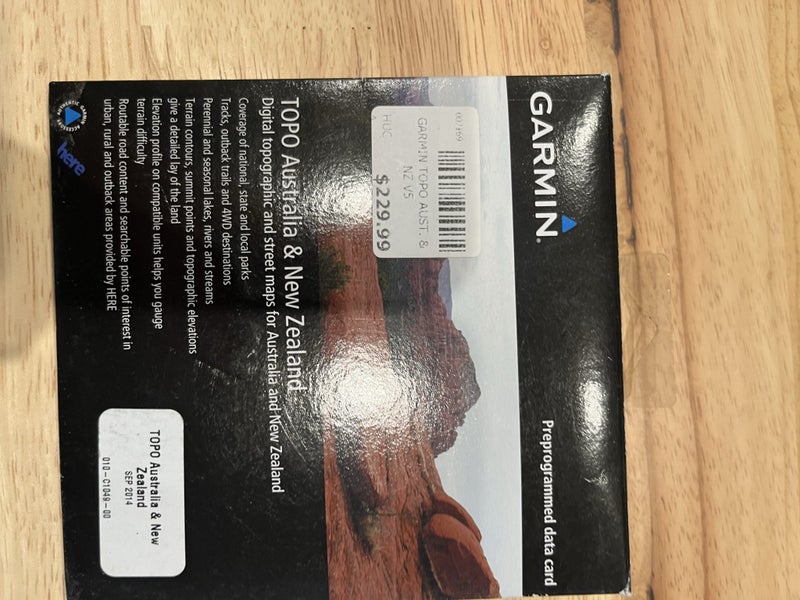 GARMIN.
Preprogrammed data card
007499
GARMIN TOPO AUST. &
NZ V5
HUC
$229.99
TOPO Australia & New Zealand
Digital topographic and street maps for Australia and New Zealand
Coverage of national, state and local parks
Tracks, outback trails and 4WD destinations
Perennial and seasonal lakes, rivers and streams
Terrain contours, summit points and topographic elevations
give a detailed lay of the land
Elevation profile on compatible units helps you gauge
terrain difficulty
Routable road content and searchable points of interest in
urban, rural and outback areas provided by HERE
AUTHENTIC GARMIN ACCESSORY
here
TOPO Australia & New
Zealand
SEP 2014
010-C1049-00